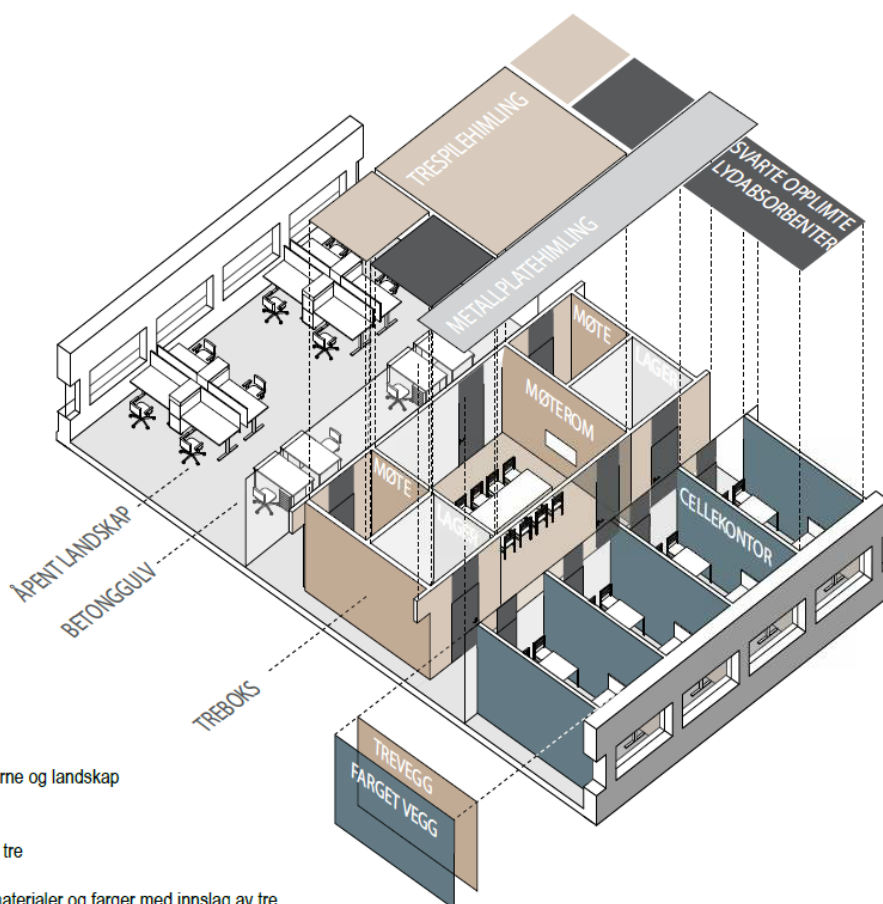 TRESPILEHIMLING
SVARTE OPPLIMTE
LYDABSORBENTER
METALLPLATEHIMLING
MØTE
LAGER
MØTEROM
MØTE
LAGER
CELLEKONTOR
ÅPENT LANDSKAP
BETONGGULV
TREBOKS
TREVEGG
FARGET VEGG
rne og landskap
tre
materialer og farger med innslag av tre